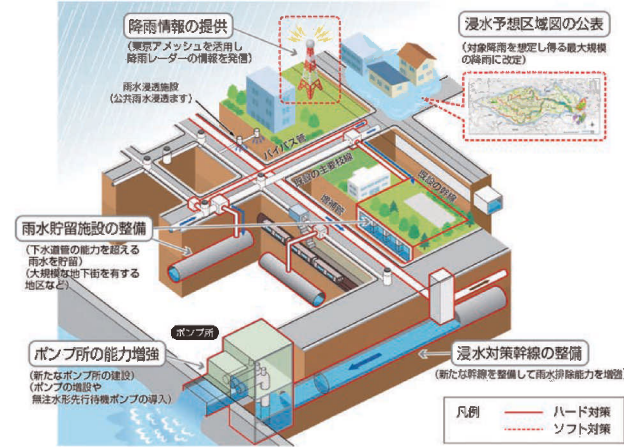 降雨情報の提供
(東京アメッシュを活用し
降雨レーダーの情報を発信)
浸水予想区域図の公表
(対象降雨を想定し得る最大規模
の降雨に改定)
雨水浸透施設
(公共雨水浸透ます)
バイパス管
既設の主要枝線
既設の幹線
増補管
雨水貯留施設の整備
(下水道管の能力を超える
雨水を貯留)
(大規模な地下街を有する
地区など)
ポンプ所
ポンプ所の能力増強
(新たなポンプ所の建設)
(ポンプの増設や
無注水形先行待機ポンプの導入)
浸水対策幹線の整備
(新たな幹線を整備して雨水排除能力を増強)
凡例
ハード対策
ソフト対策